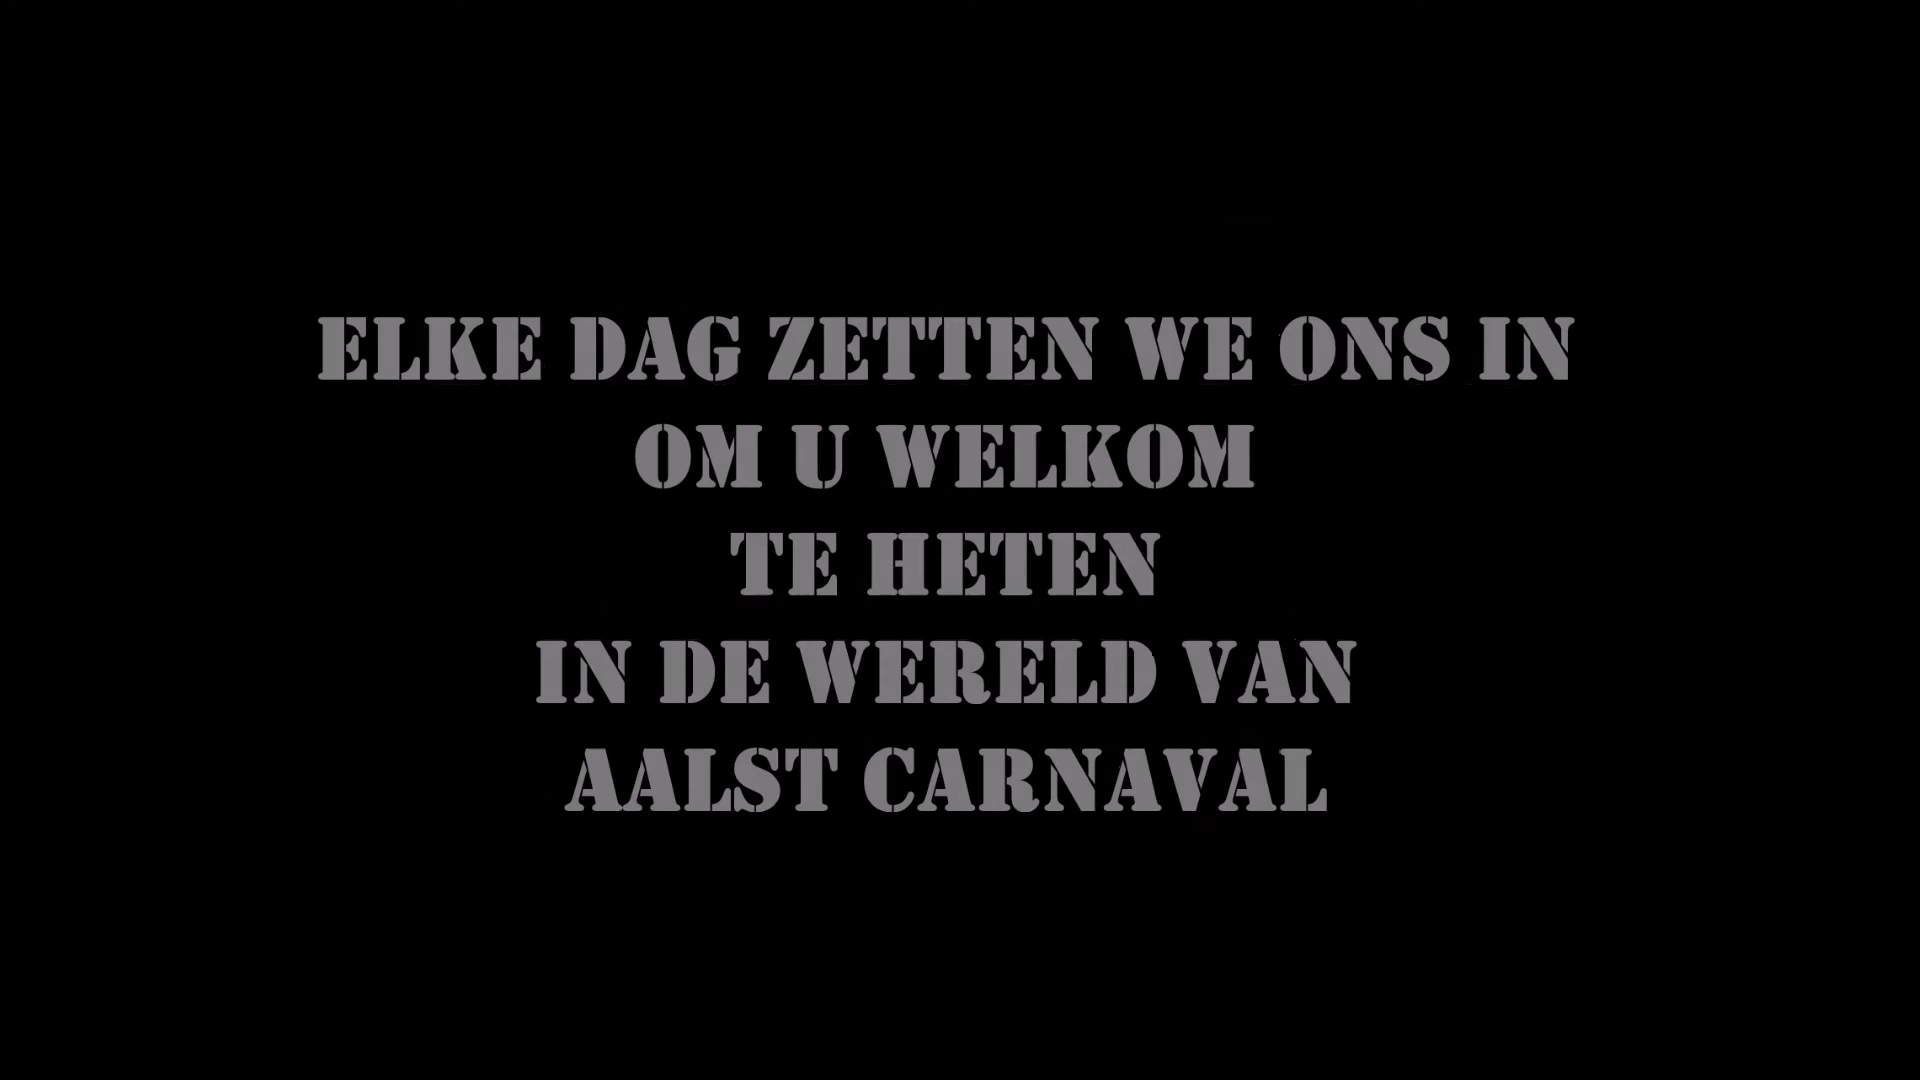 ELKE DAG ZETTEN WE ONS IN
OM U WELKOM
TE HETEN
IN DE WERELD VAN
AALST CARNAVAL